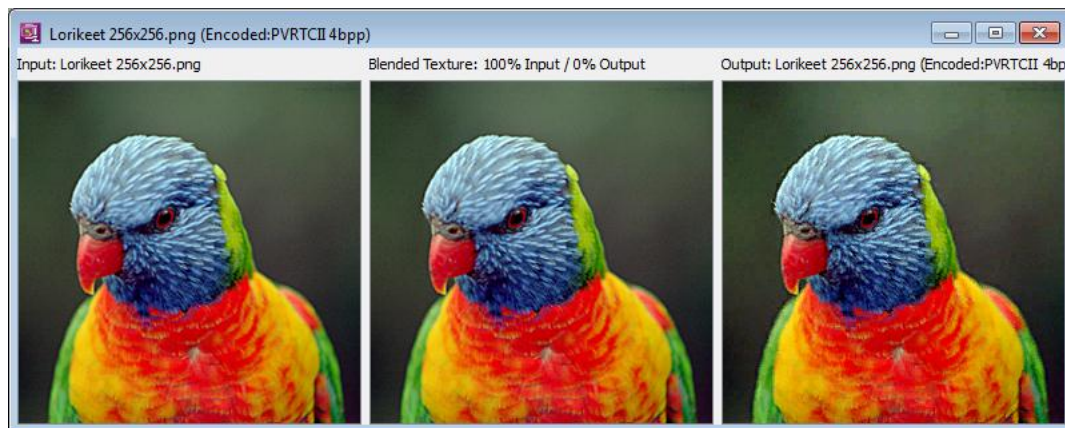 Lorikeet 256x256.png (Encoded:PVRTCII 4bpp)
Input: Lorikeet 256x256.png
Blended Texture: 100% Input / 0% Output
Output: Lorikeet 256x256.png (Encoded:PVRTCII 4bp